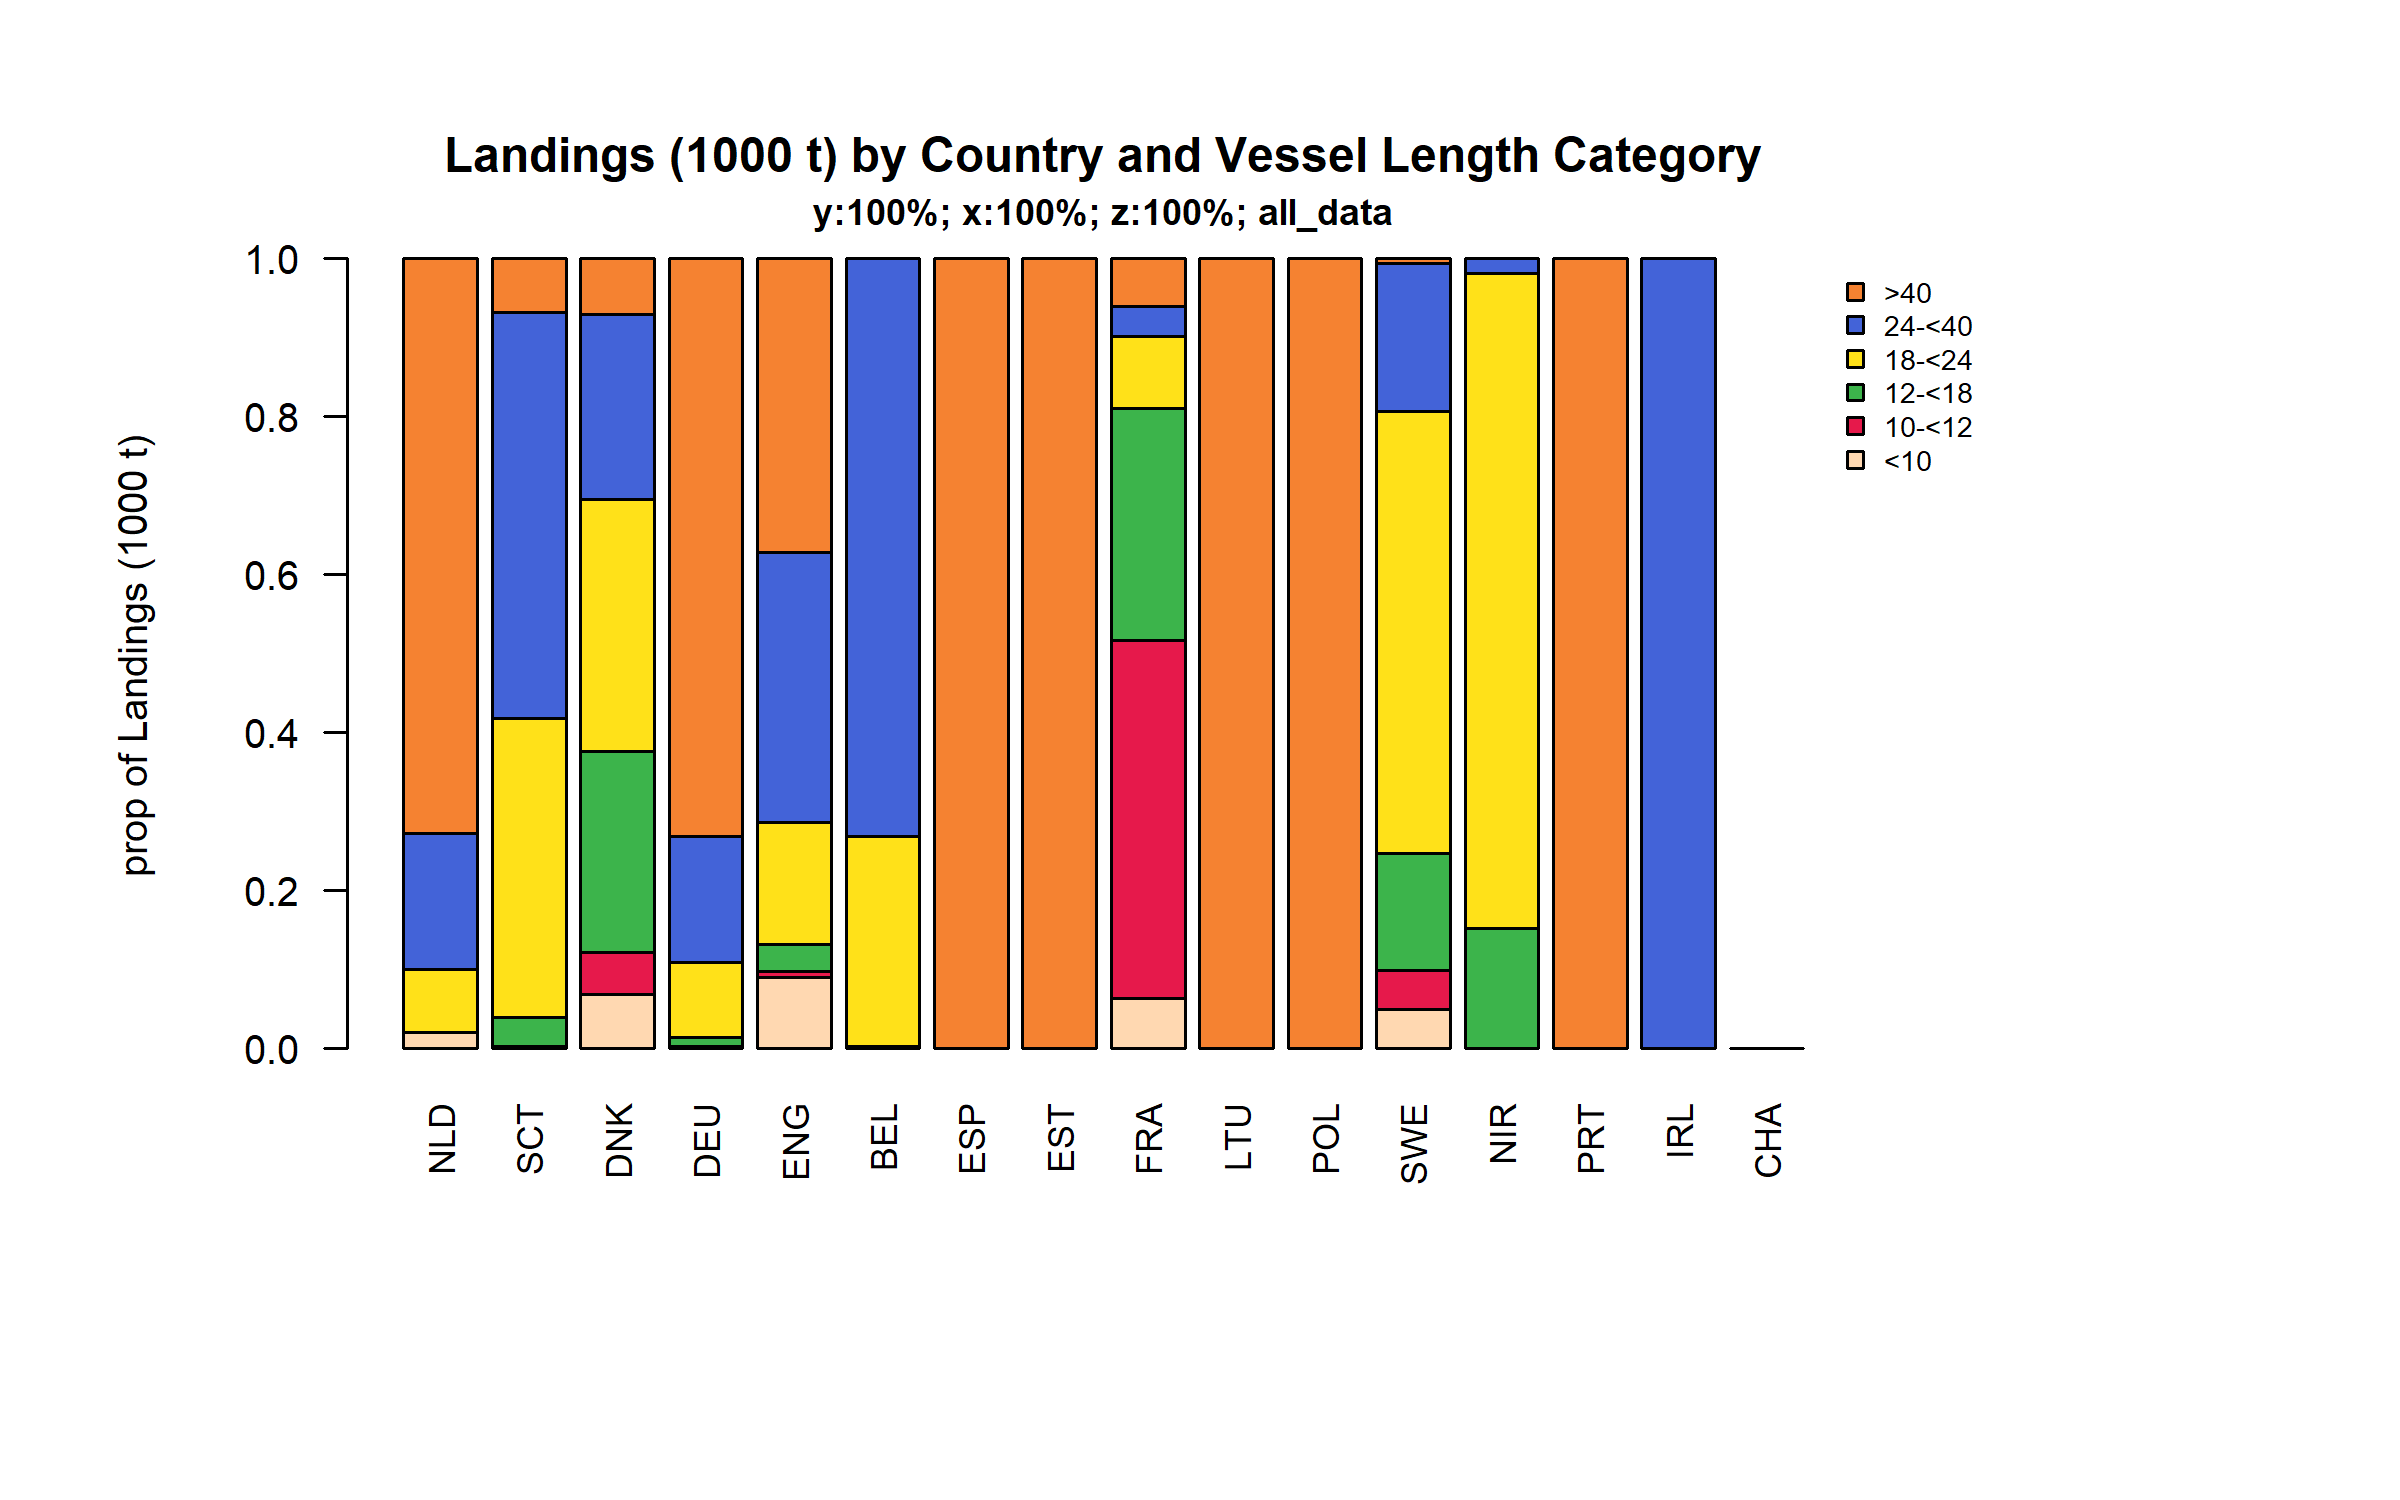 Landings (1000 t) by Country and Vessel Length Category
y:100%; x:100%; z:100%; all_data
prop of Landings (1000 t)
1.0
0.8
0.6
0.4
0.2
0.0
>40
24-<40
18-<24
12-<18
10-<12
<10
NLD
SCT
DNK
DEU
ENG
BEL
ESP
EST
FRA
LTU
POL
SWE
NIR
PRT
IRL
CHA